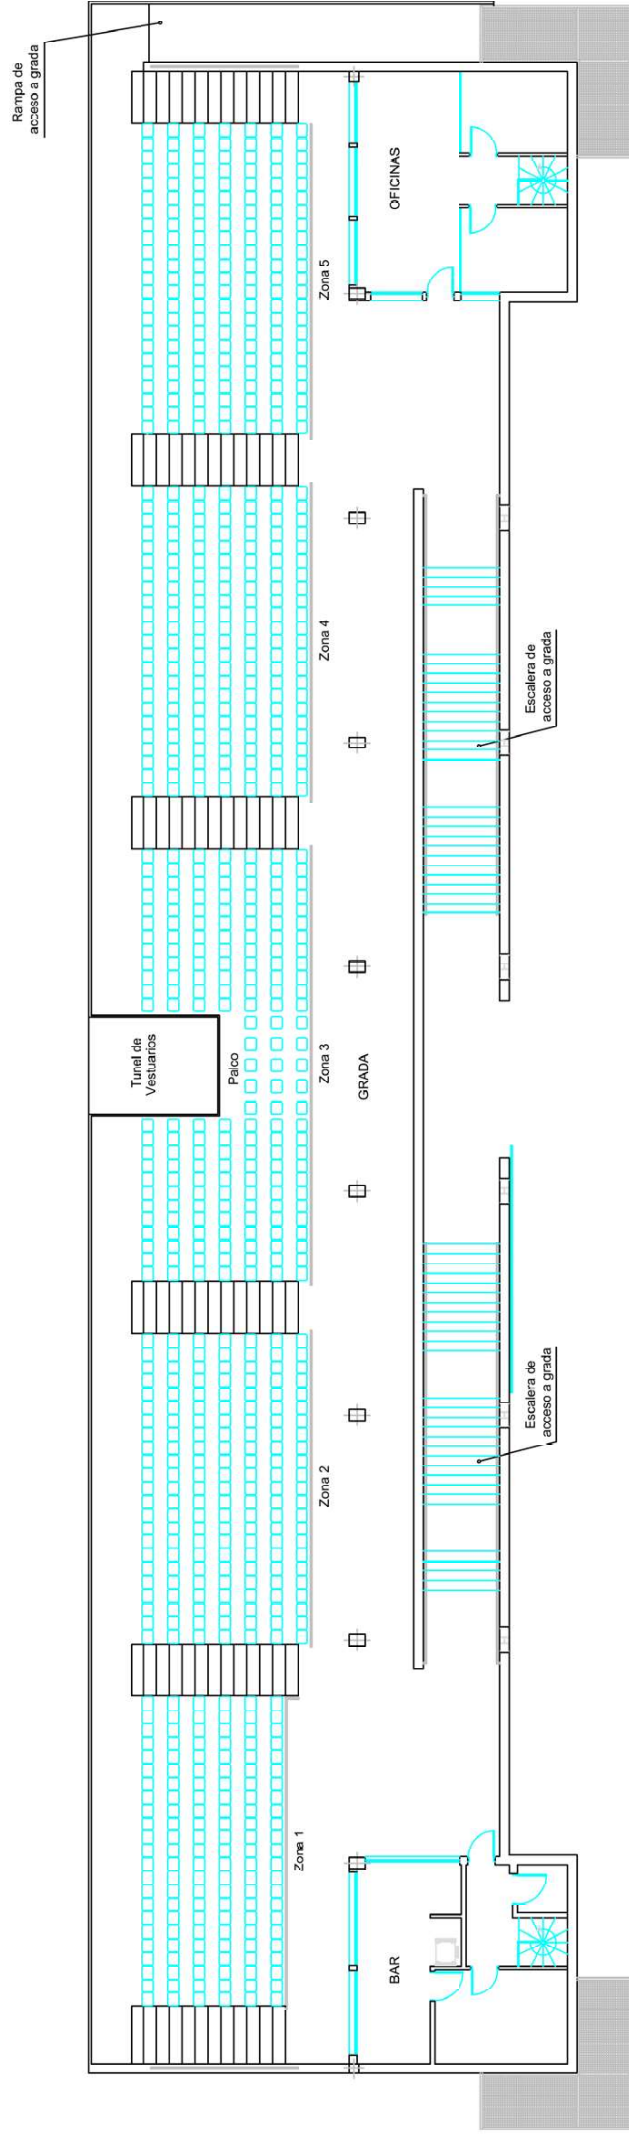 Rampa de
acceso a grada
Tunel de
Vestuarios
Palco
Zona 1
Zona 2
Zona 3
Zona 4
Zona 5
GRADA
BAR
OFICINAS
Escalera de
acceso a grada
Escalera de
acceso a grada